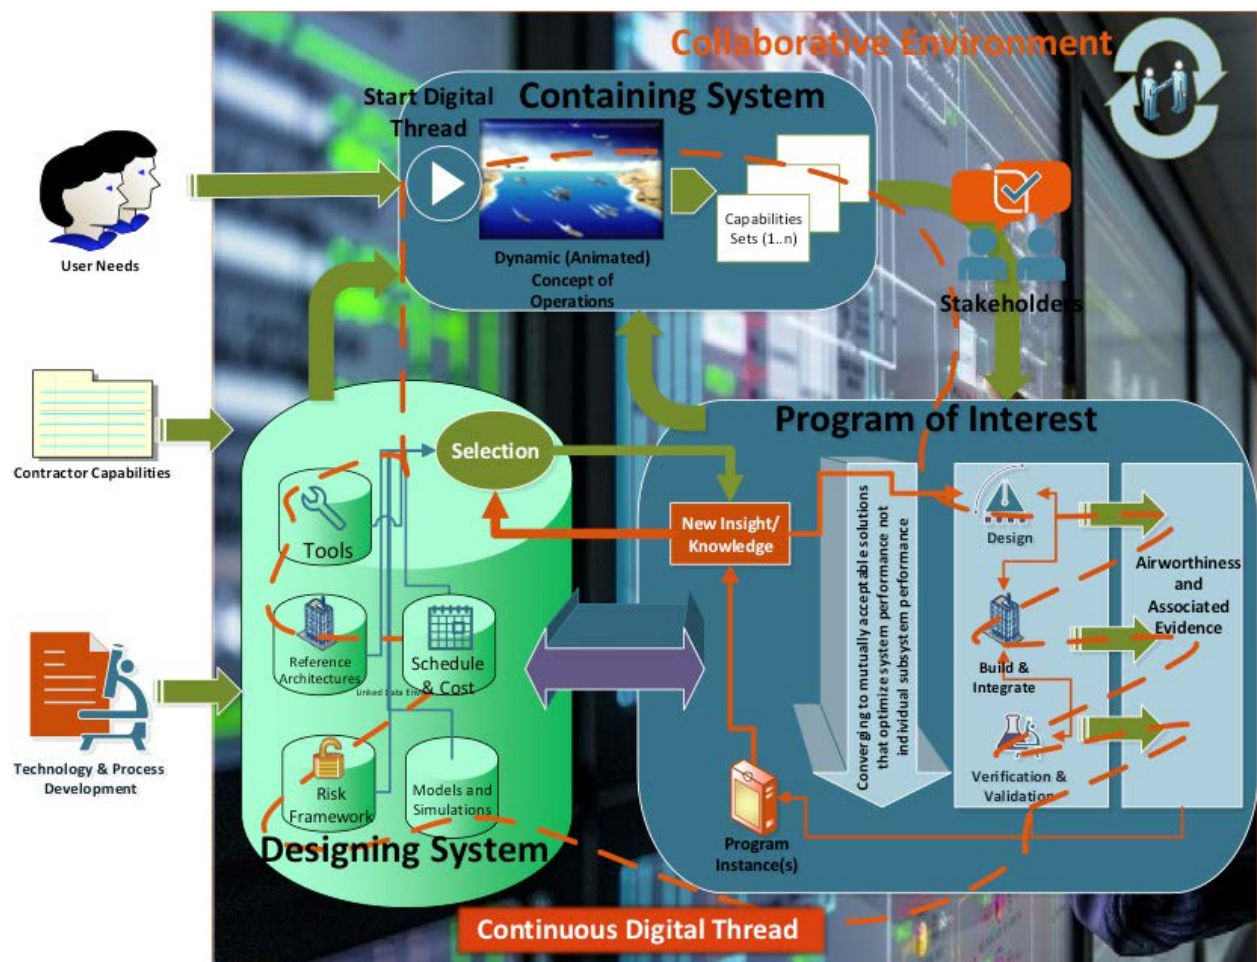 Collaborative Environment
Containing System
Start Digital
Thread
Capabilities
Sets (1..n)
Dynamic (Animated)
Concept of
Operations
User Needs
Stakeholders
Contractor Capabilities
Technology & Process
Development
Selection
Tools
Reference
Architectures
Schedule
& Cost
Linked Data Env
Risk
Framework
Models and
Simulations
Designing System
Program of Interest
New Insight/
Knowledge
Converging to mutually acceptable solutions
that optimize system performance not
individual subsystem performance
Design
Build &
Integrate
Verification &
Validation
Airworthiness
and
Associated
Evidence
Program
Instance(s)
Continuous Digital Thread